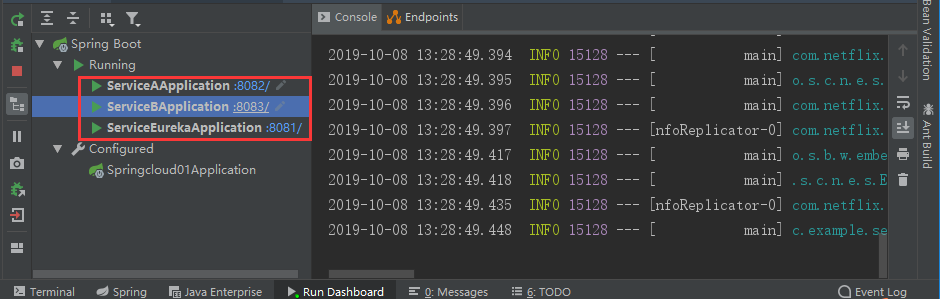 Console Endpoints
Spring Boot
Running
ServiceAApplication :8082/
ServiceBApplication :8083/
ServiceEurekaApplication :8081/
Configured
Springcloud01Application
2019-10-08 13:28:49.394 INFO 15128 --- [ main] com.netflix.
2019-10-08 13:28:49.395 INFO 15128 --- [ main] o.s.c.n.e.s.
2019-10-08 13:28:49.396 INFO 15128 --- [ main] com.netflix.
2019-10-08 13:28:49.397 INFO 15128 --- [nfoReplicator-0] com.netflix.
2019-10-08 13:28:49.417 INFO 15128 --- [ main] o.s.b.w.embe
2019-10-08 13:28:49.418 INFO 15128 --- [ main] .s.c.n.e.s.E
2019-10-08 13:28:49.435 INFO 15128 --- [nfoReplicator-0] com.netflix.
2019-10-08 13:28:49.448 INFO 15128 --- [ main] c.example.se
Bean Validation
Ant Build
Terminal Spring Java Enterprise Run Dashboard 0: Messages 6: TODO Event Log